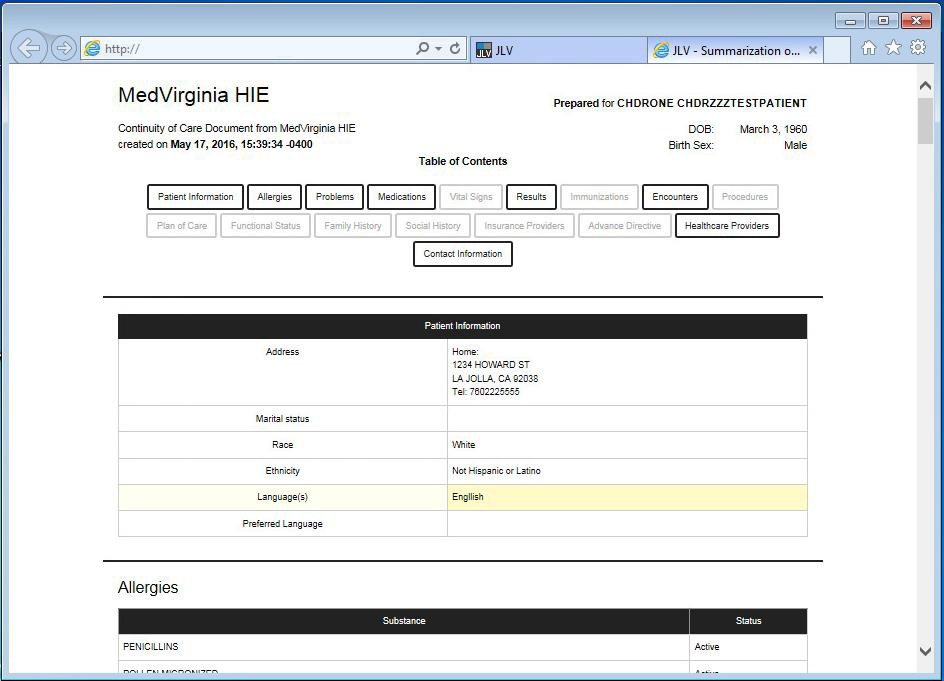 http://
JLV
JLV
JLV - Summarization o...
MedVirginia HIE
Prepared for CHDRONE CHDRZZZTESTPATIENT
Continuity of Care Document from MedVirginia HIE
created on May 17, 2016, 15:39:34 -0400
DOB: March 3, 1960
Birth Sex: Male
Table of Contents
Patient Information Allergies Problems Medications Vital Signs Results Immunizations Encounters Procedures
Plan of Care Functional Status Family History Social History Insurance Providers Advance Directive Healthcare Providers
Contact Information
Patient Information
Address Home:
1234 HOWARD ST
LA JOLLA, CA 92038
Tel: 7602225555
Marital status
Race White
Ethnicity Not Hispanic or Latino
Language(s) Engllish
Preferred Language
Allergies
Substance Status
PENICILLINS Active
POLLEN MICRONIZED Active